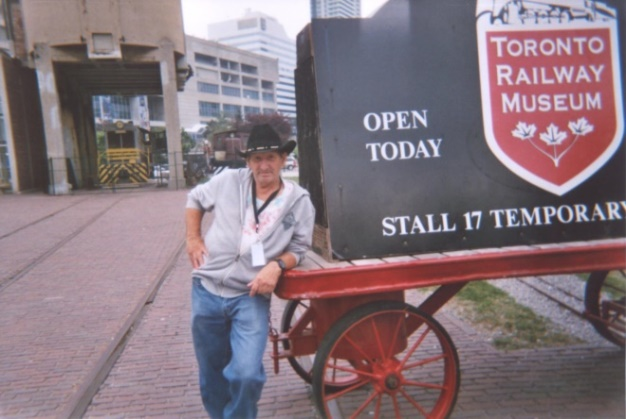 TORONTO
RAILWAY
MUSEUM
OPEN
TODAY
STALL 17 TEMPORARY